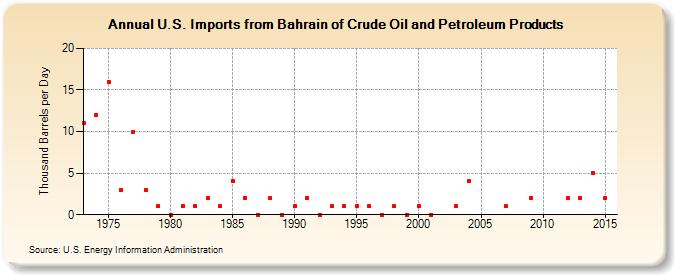 Annual U.S. Imports from Bahrain of Crude Oil and Petroleum Products
Thousand Barrels per Day
20
15
10
5
0
1975 1980 1985 1990 1995 2000 2005 2010 2015
Source: U.S. Energy Information Administration